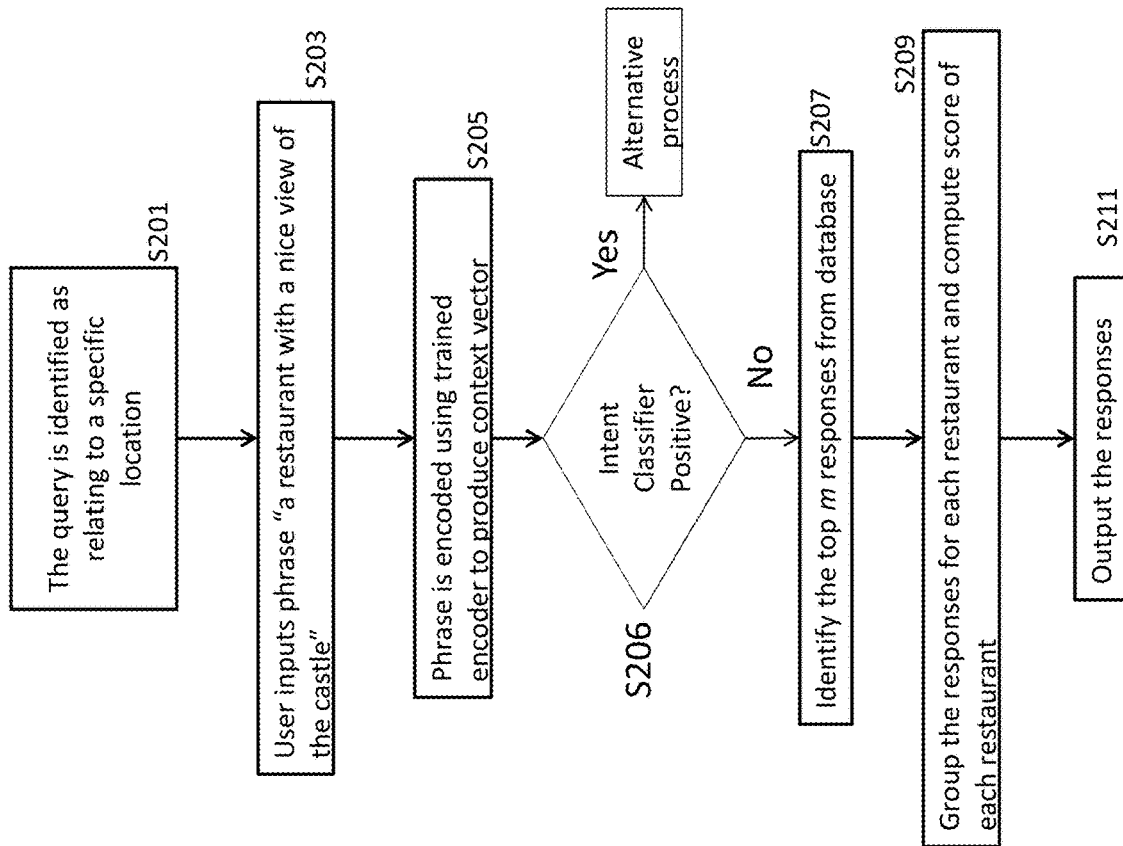 The query is identified as
relating to a specific
location
S201
User inputs phrase “a restaurant with a nice view of
the castle”
S203
Phrase is encoded using trained
encoder to produce context vector
S205
Intent
Classifier
Positive?
S206
Yes
Alternative
process
No
Identify the top m responses from database
S207
Group the responses for each restaurant and compute score of
each restaurant
S209
Output the responses
S211